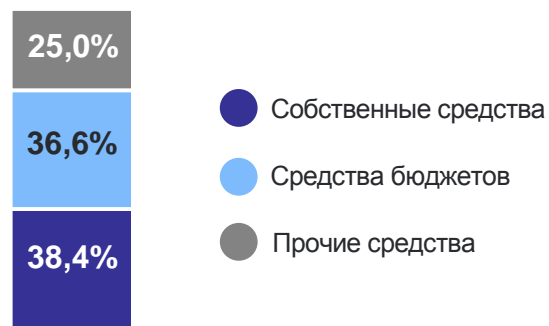 25,0%
36,6%
38,4%
Собственные средства
Средства бюджетов
Прочие средства